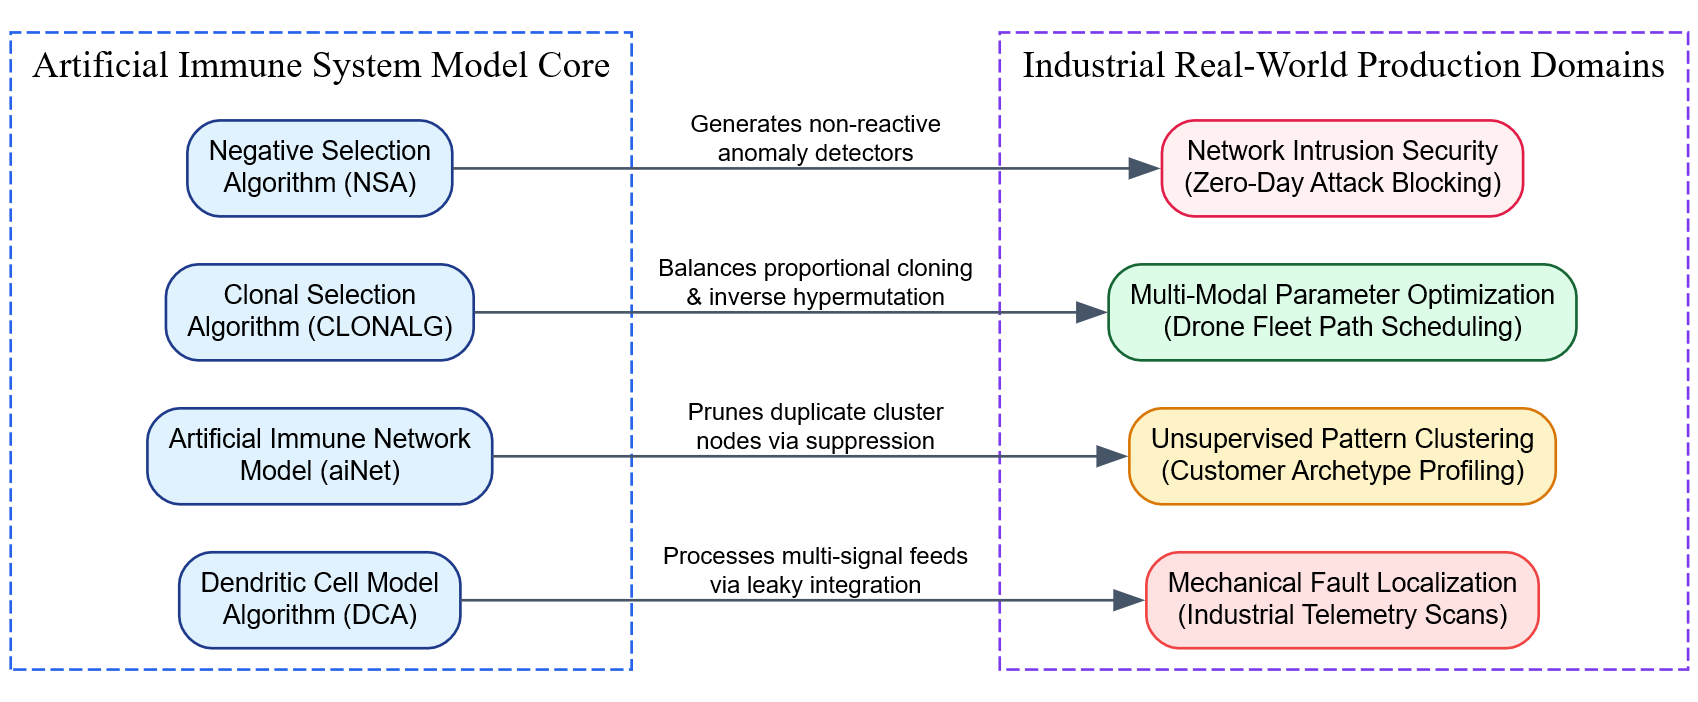 Artificial Immune System Model Core
Industrial Real-World Production Domains
Negative Selection
Algorithm (NSA)
Generates non-reactive
anomaly detectors
Network Intrusion Security
(Zero-Day Attack Blocking)
Clonal Selection
Algorithm (CLONALG)
Balances proportional cloning
& inverse hypermutation
Multi-Modal Parameter Optimization
(Drone Fleet Path Scheduling)
Artificial Immune Network
Model (aiNet)
Prunes duplicate cluster
nodes via suppression
Unsupervised Pattern Clustering
(Customer Archetype Profiling)
Dendritic Cell Model
Algorithm (DCA)
Processes multi-signal feeds
via leaky integration
Mechanical Fault Localization
(Industrial Telemetry Scans)